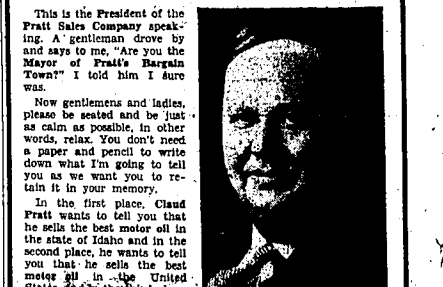 This is the President of the
Pratt Sales Company speak-
ing. A gentleman drove by
and says to me, "Are you the
Mayor of Pratt's Bargain
Town?" I told him I sure
was.
Now gentlemens and ladies,
please be seated and be just
as calm as possible, in other
words, relax. You don't need
a paper and pencil to write
down what I'm going to tell
you as we want you to re-
tain it in your memory.
In the first place, Claud
Pratt wants to tell you that
he sells the best motor oil in
the state of Idaho and in the
second place, he wants to tell
you that he sells the best
motor oil in the United